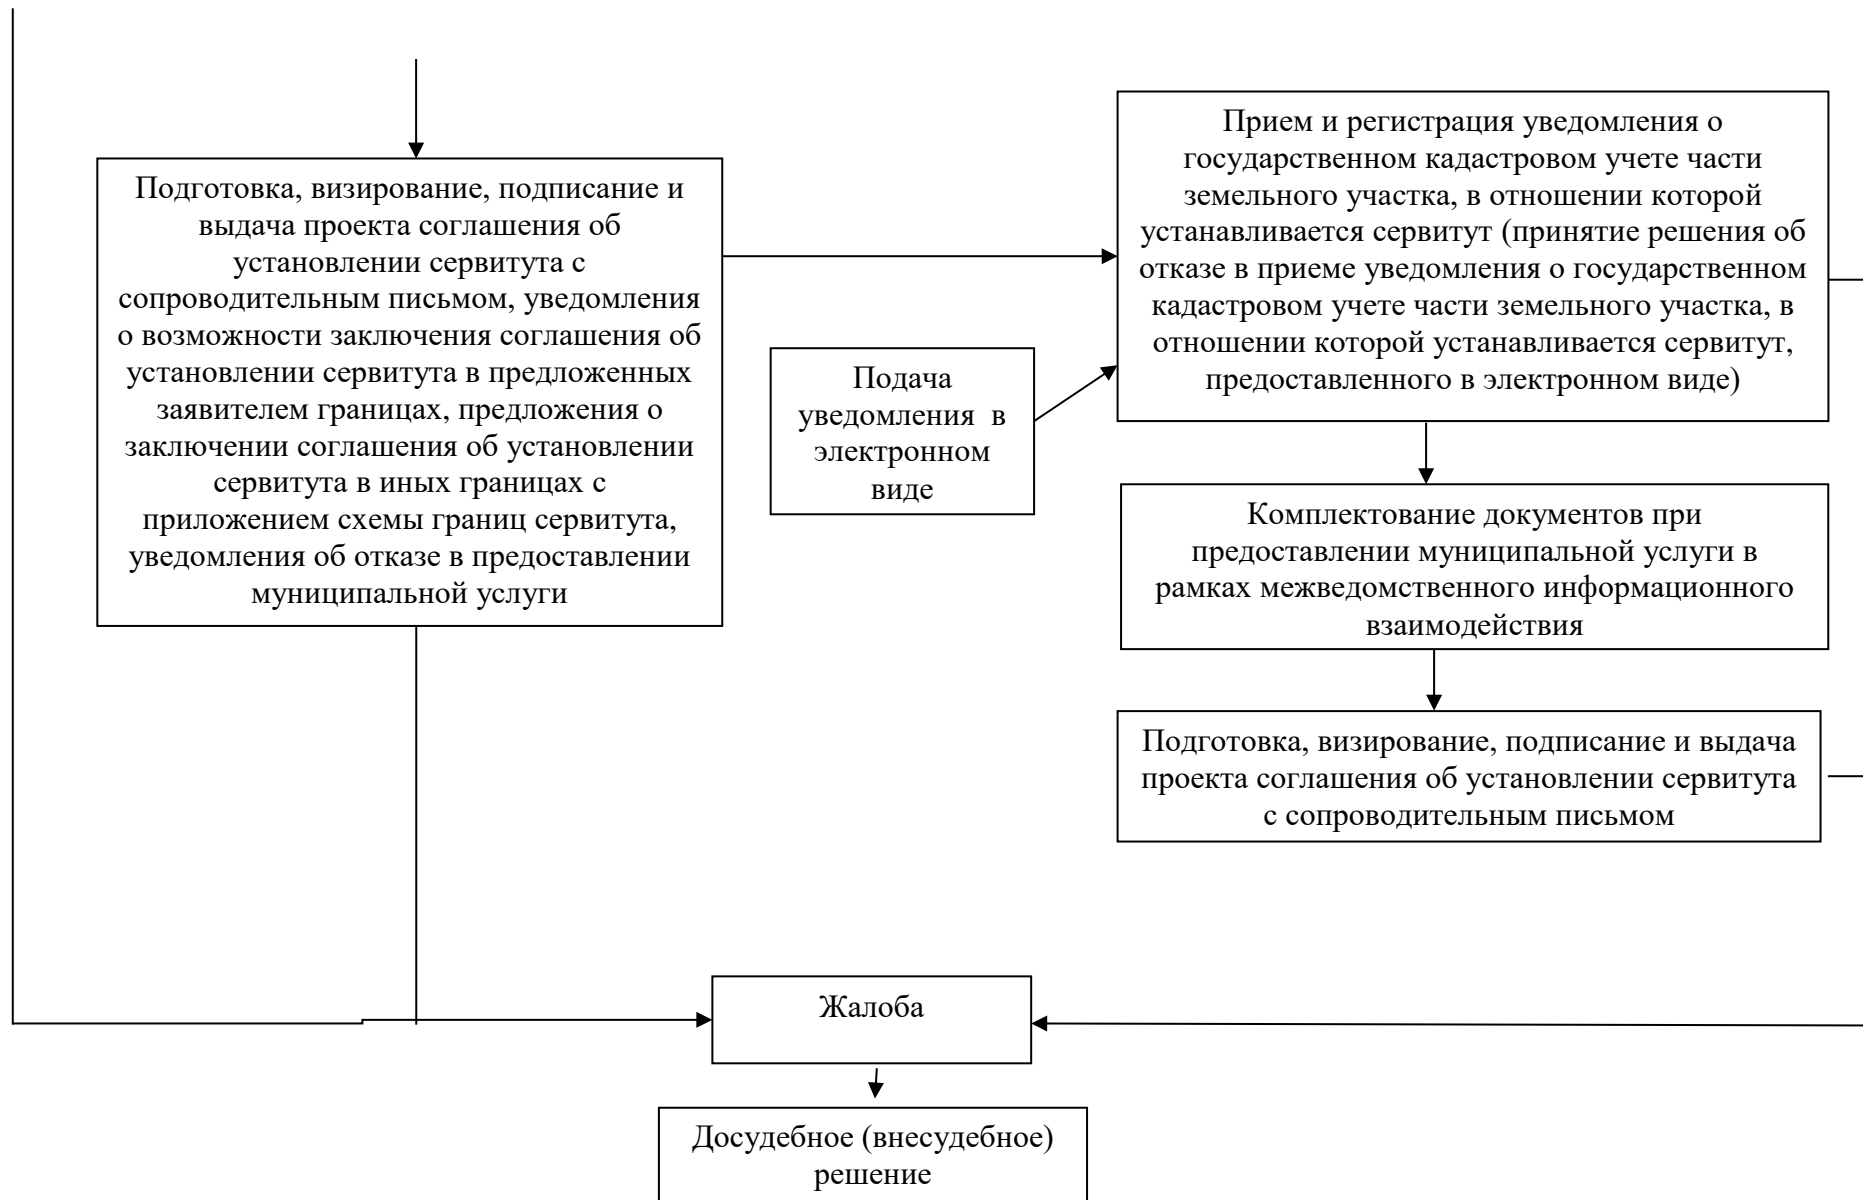 Подготовка, визирование, подписание и
выдача проекта соглашения об
установлении сервитута с
сопроводительным письмом, уведомления
о возможности заключения соглашения об
установлении сервитута в предложенных
заявителем границах, предложения о
заключении соглашения об установлении
сервитута в иных границах с
приложением схемы границ сервитута,
уведомления об отказе в предоставлении
муниципальной услуги
Подача
уведомления в
электронном
виде
Прием и регистрация уведомления о
государственном кадастровом учете части
земельного участка, в отношении которой
устанавливается сервитут (принятие решения об
отказе в приеме уведомления о государственном
кадастровом учете части земельного участка, в
отношении которой устанавливается сервитут,
предоставленного в электронном виде)
Комплектование документов при
предоставлении муниципальной услуги в
рамках межведомственного информационного
взаимодействия
Подготовка, визирование, подписание и выдача
проекта соглашения об установлении сервитута
с сопроводительным письмом
Жалоба
Досудебное (внесудебное)
решение